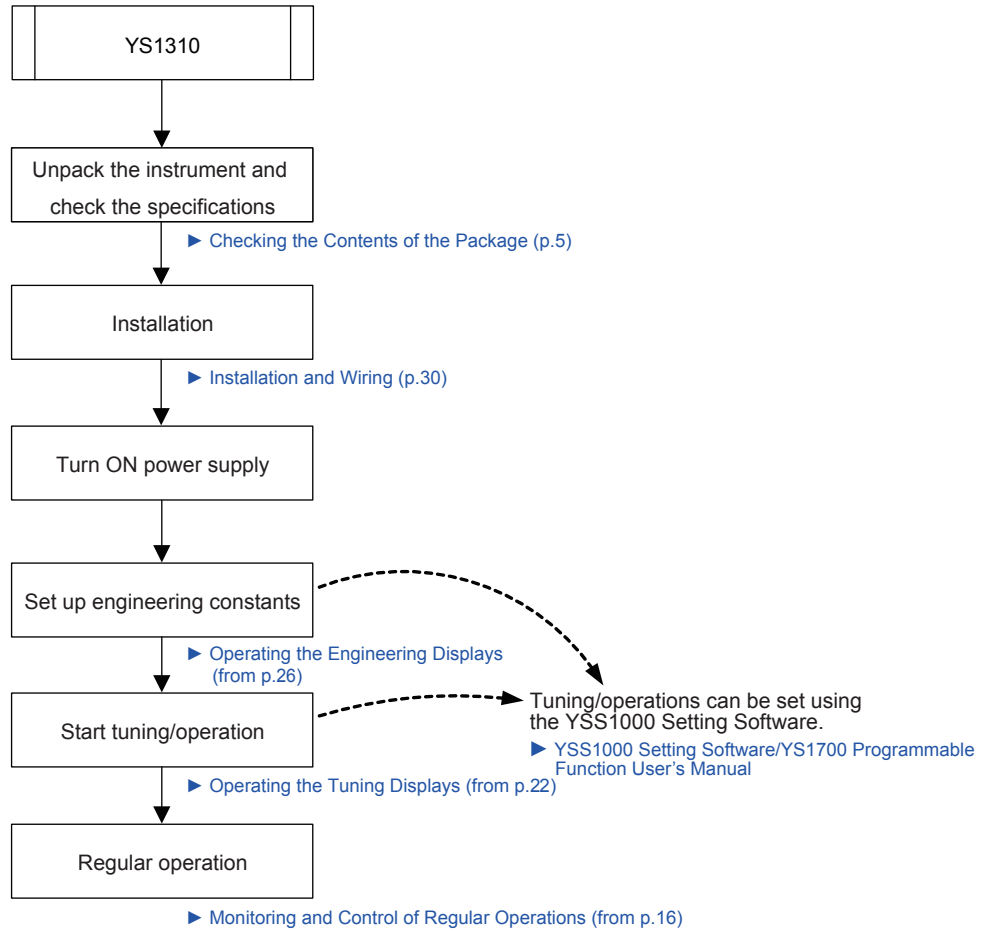 YS1310
Unpack the instrument and
check the specifications
► Checking the Contents of the Package (p.5)
Installation
► Installation and Wiring (p.30)
Turn ON power supply
Set up engineering constants
► Operating the Engineering Displays
(from p.26)
Tuning/operations can be set using
the YSS1000 Setting Software.
► YSS1000 Setting Software/YS1700 Programmable
Function User's Manual
Start tuning/operation
► Operating the Tuning Displays (from p.22)
Regular operation
► Monitoring and Control of Regular Operations (from p.16)